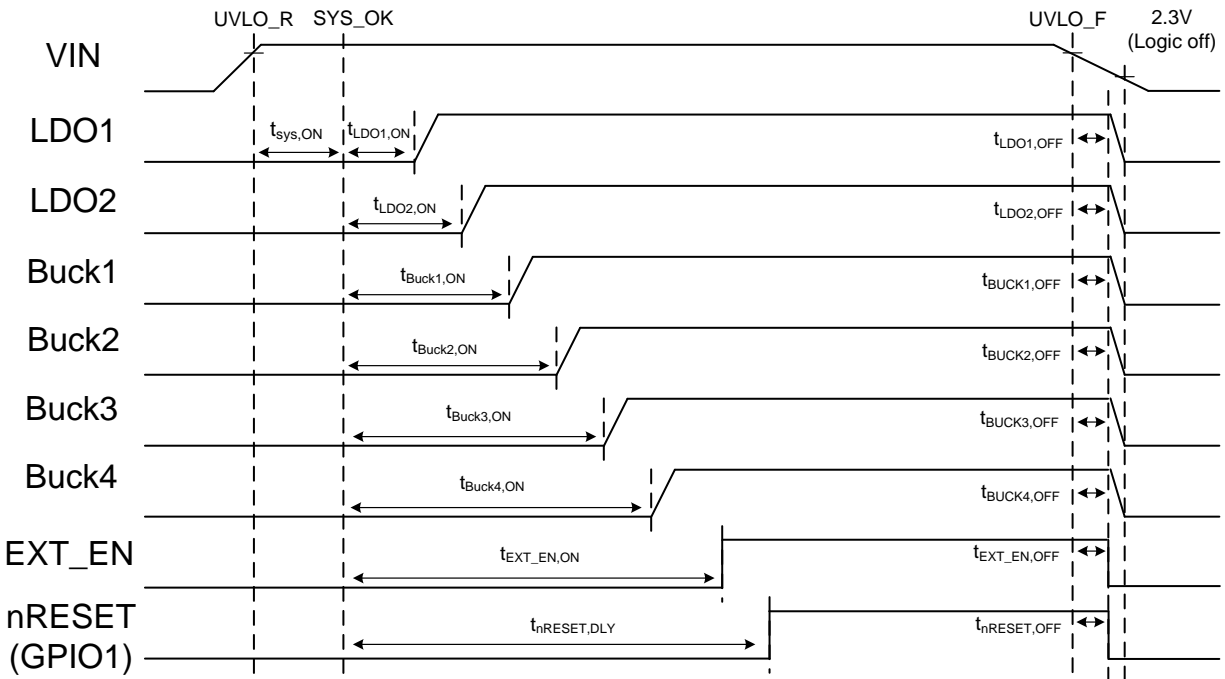 UVLO_R SYS_OK UVLO_F 2.3V
(Logic off)
VIN
LDO1 tsys,ON tLDO1,ON tLDO1,OFF
LDO2 tLDO2,ON tLDO2,OFF
Buck1 tBuck1,ON tBUCK1,OFF
Buck2 tBuck2,ON tBUCK2,OFF
Buck3 tBuck3,ON tBUCK3,OFF
Buck4 tBuck4,ON tBUCK4,OFF
EXT_EN tEXT_EN,ON tEXT_EN,OFF
nRESET tnRESET,DLY tnRESET,OFF
(GPIO1)